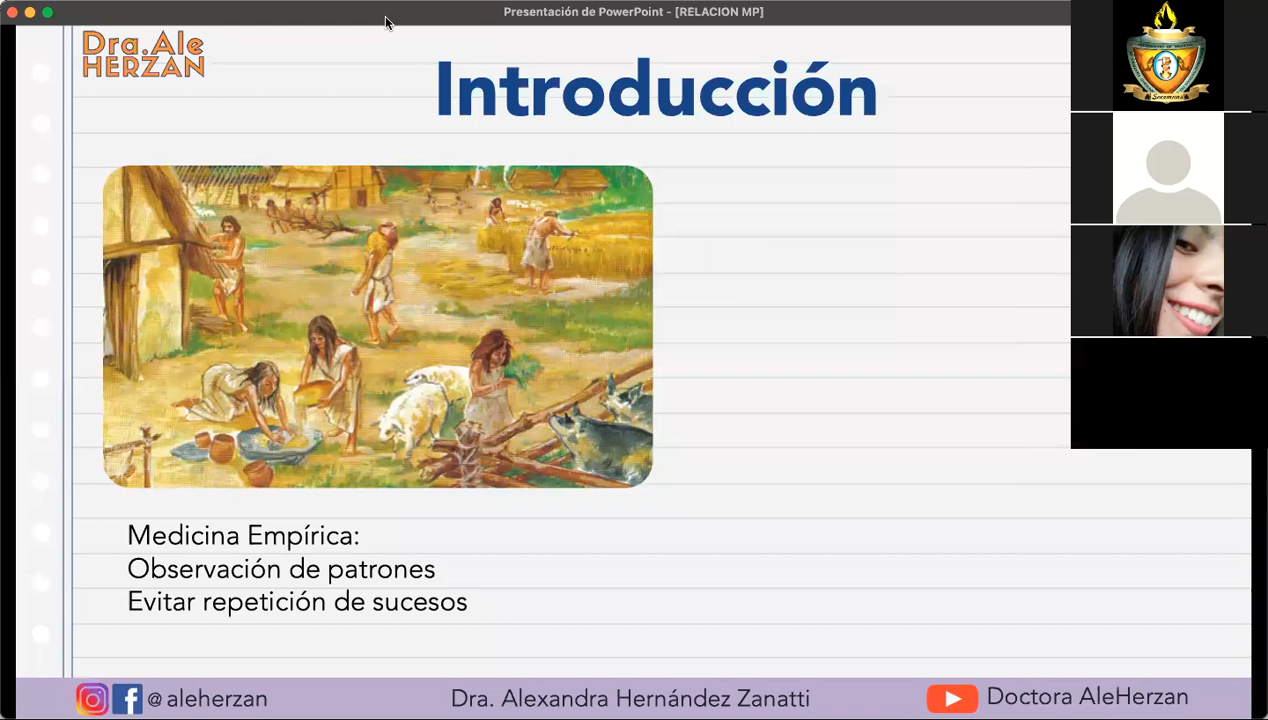 Presentación de PowerPoint - [RELACION MP]
Dra.Ale
HERZAN
Introducción
Medicina Empírica:
Observación de patrones
Evitar repetición de sucesos
@aleherzan
Dra. Alexandra Hernández Zanatti
Doctora AleHerzan